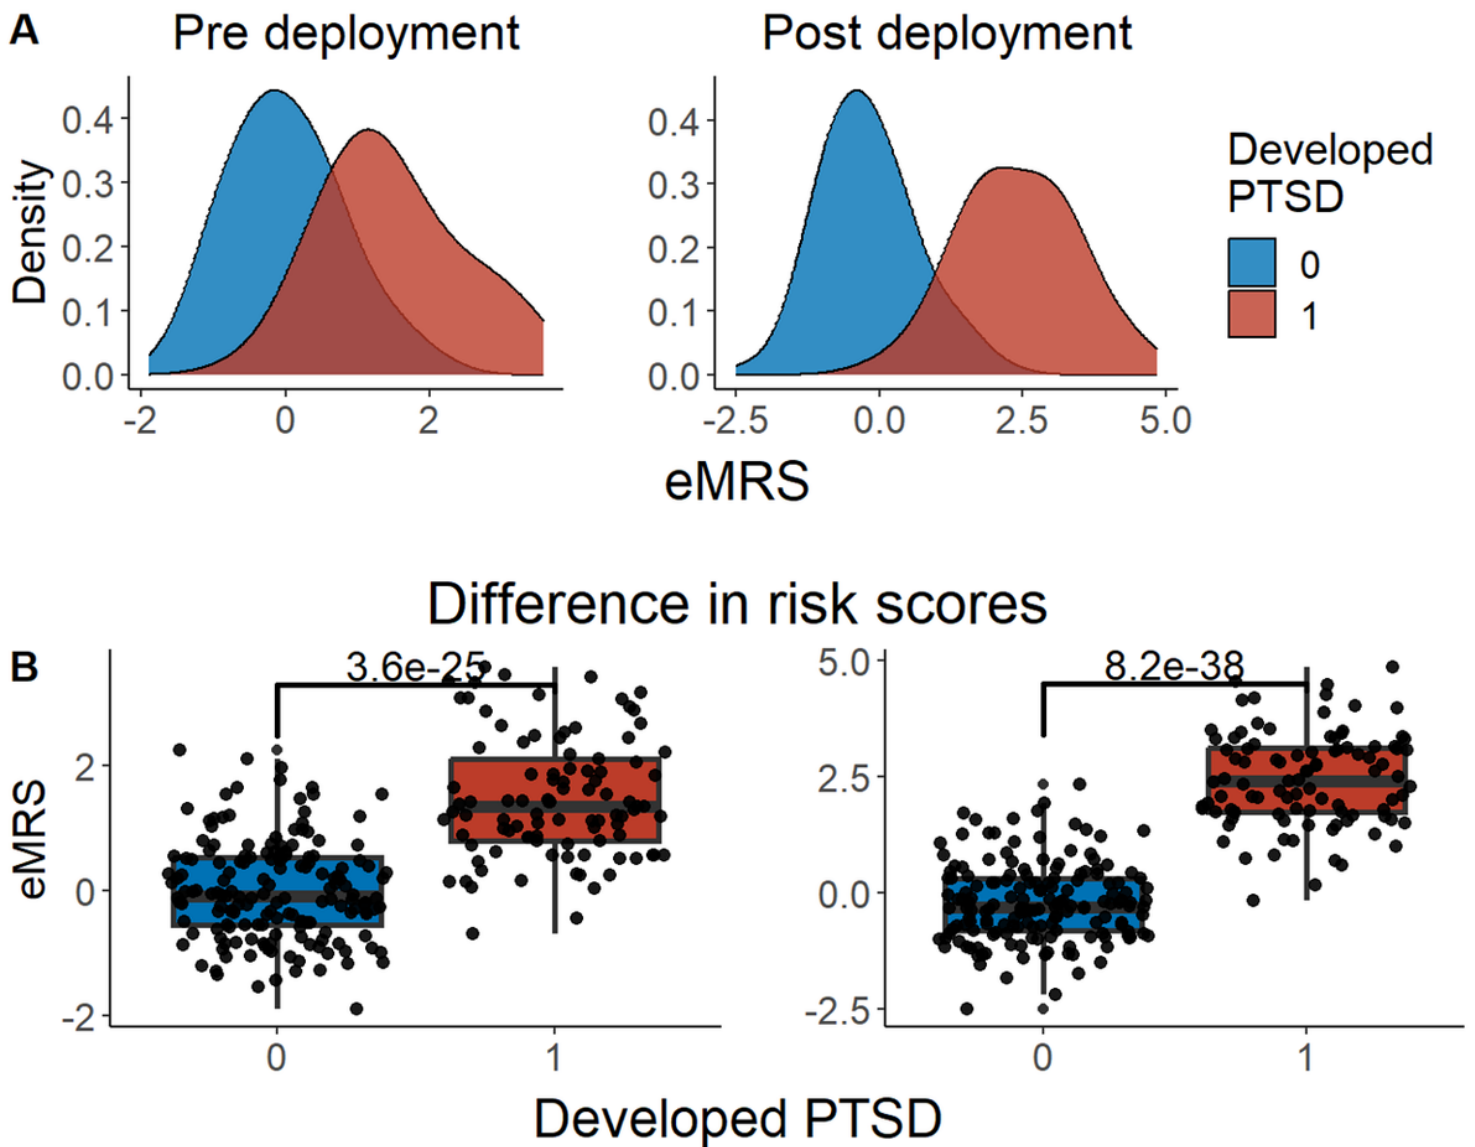 A
Pre deployment
Post deployment
Density
0.4
0.3
0.2
0.1
0.0
-2
0
2
0.4
0.3
0.2
0.1
0.0
-2.5
0.0
2.5
5.0
eMRS
Developed
PTSD
0
1
Difference in risk scores
B
eMRS
3.6e-25
2
0
-2
0
1
8.2e-38
5.0
2.5
0.0
-2.5
0
1
Developed PTSD